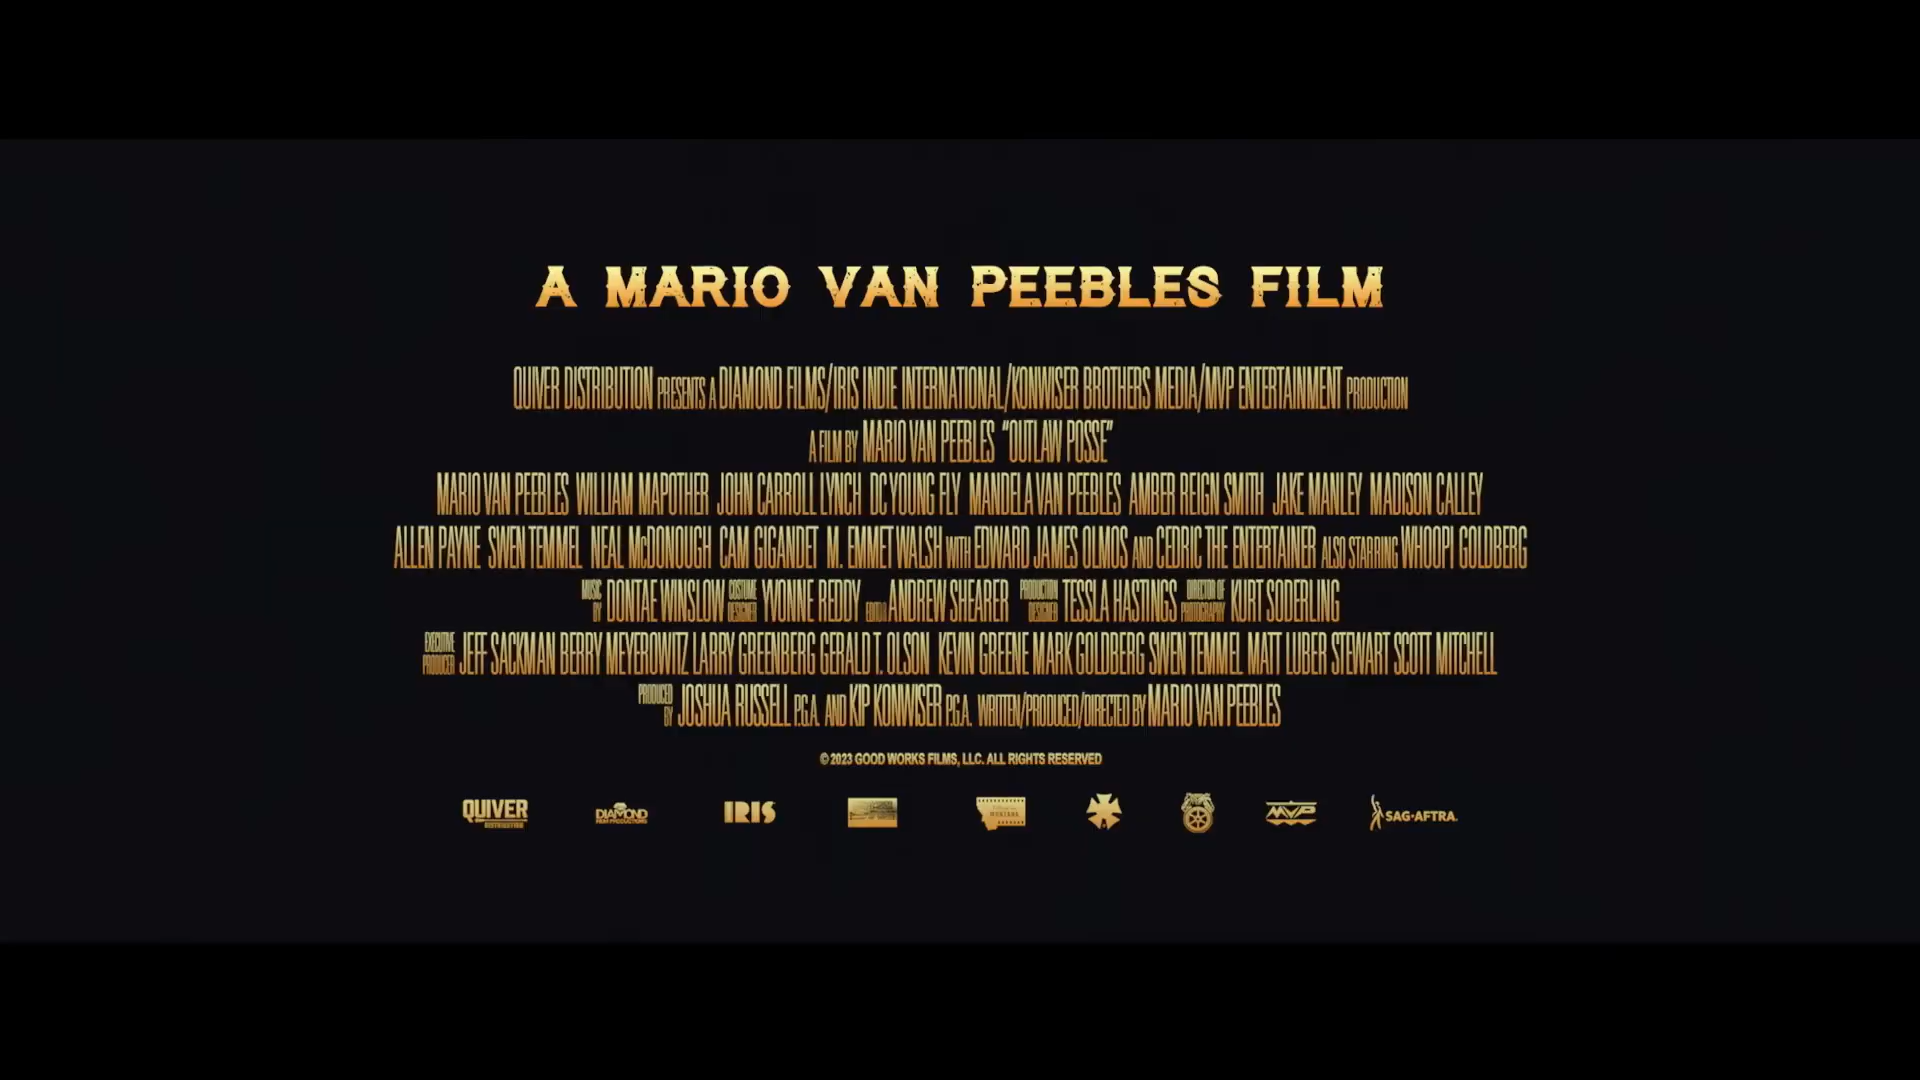 A MARIO VAN PEEBLES FILM
QUIVER DISTRIBUTION PRESENTS A DIAMOND FILMS/IRIS INDIE INTERNATIONAL/KONWISER BROTHERS MEDIA/MVP ENTERTAINMENT PRODUCTION
A FILM BY MARIO VAN PEEBLES "OUTLAW POSSE"
MARIO VAN PEEBLES WILLIAM MAPOTHER JOHN CARROLL LYNCH DC YOUNG FLY MANDELA VAN PEEBLES AMBER REIGN SMITH JAKE MANLEY MADISON CALLEY
ALLEN PAYNE SWEN TEMMEL NEAL McDONOUGH CAM GIGANDET M. EMMET WALSH WITH EDWARD JAMES OLMOS AND CEDRIC THE ENTERTAINER ALSO STARRING WHOOPI GOLDBERG
MUSIC BY DONTAE WINSLOW COSTUME DESIGNER YVONNE REDDY EDITOR ANDREW SHEARER PRODUCTION DESIGNER TESSLA HASTINGS DIRECTOR OF PHOTOGRAPHY KURT SODERLING
EXECUTIVE PRODUCER JEFF SACKMAN BERRY MEYEROWITZ LARRY GREENBERG GERALD T. OLSON KEVIN GREENE MARK GOLDBERG SWEN TEMMEL MATT LUBER STEWART SCOTT MITCHELL
PRODUCED BY JOSHUA RUSSELL P.G.A. AND KIP KONWISER P.G.A. WRITTEN/PRODUCED/DIRECTED BY MARIO VAN PEEBLES
© 2023 GOOD WORKS FILMS, LLC. ALL RIGHTS RESERVED
QUIVER DISTRIBUTION DIAMOND FILM PRODUCTIONS IRIS MONTANA MVP SAG·AFTRA